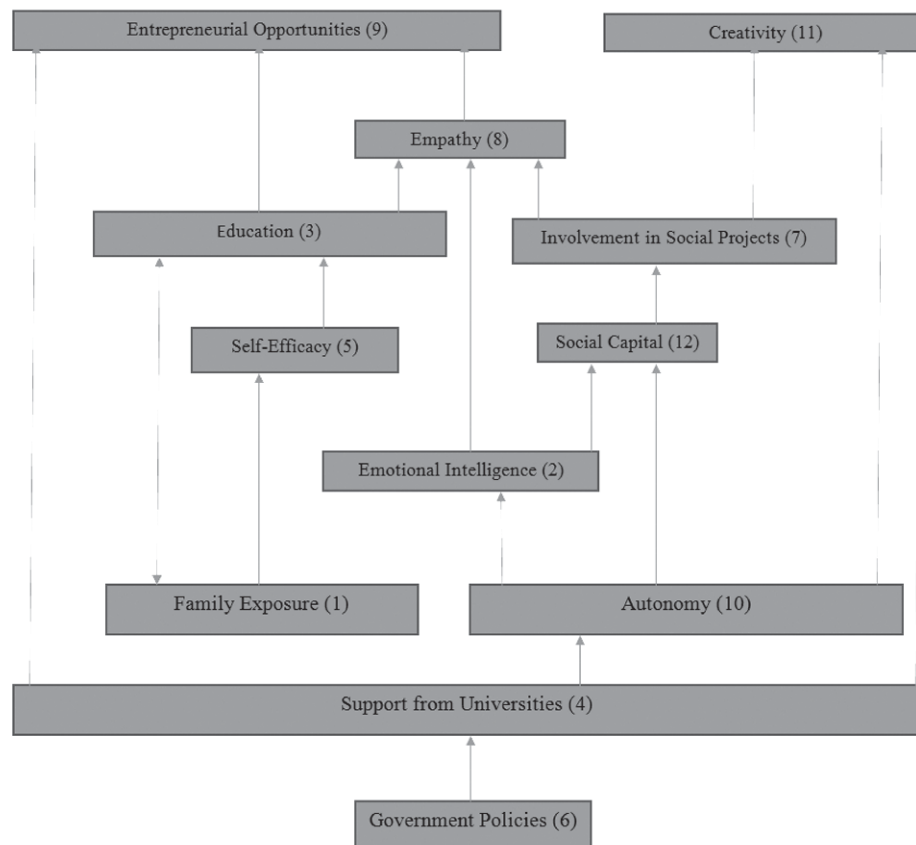 Entrepreneurial Opportunities (9)
Creativity (11)
Empathy (8)
Education (3)
Involvement in Social Projects (7)
Self-Efficacy (5)
Social Capital (12)
Emotional Intelligence (2)
Family Exposure (1)
Autonomy (10)
Support from Universities (4)
Government Policies (6)